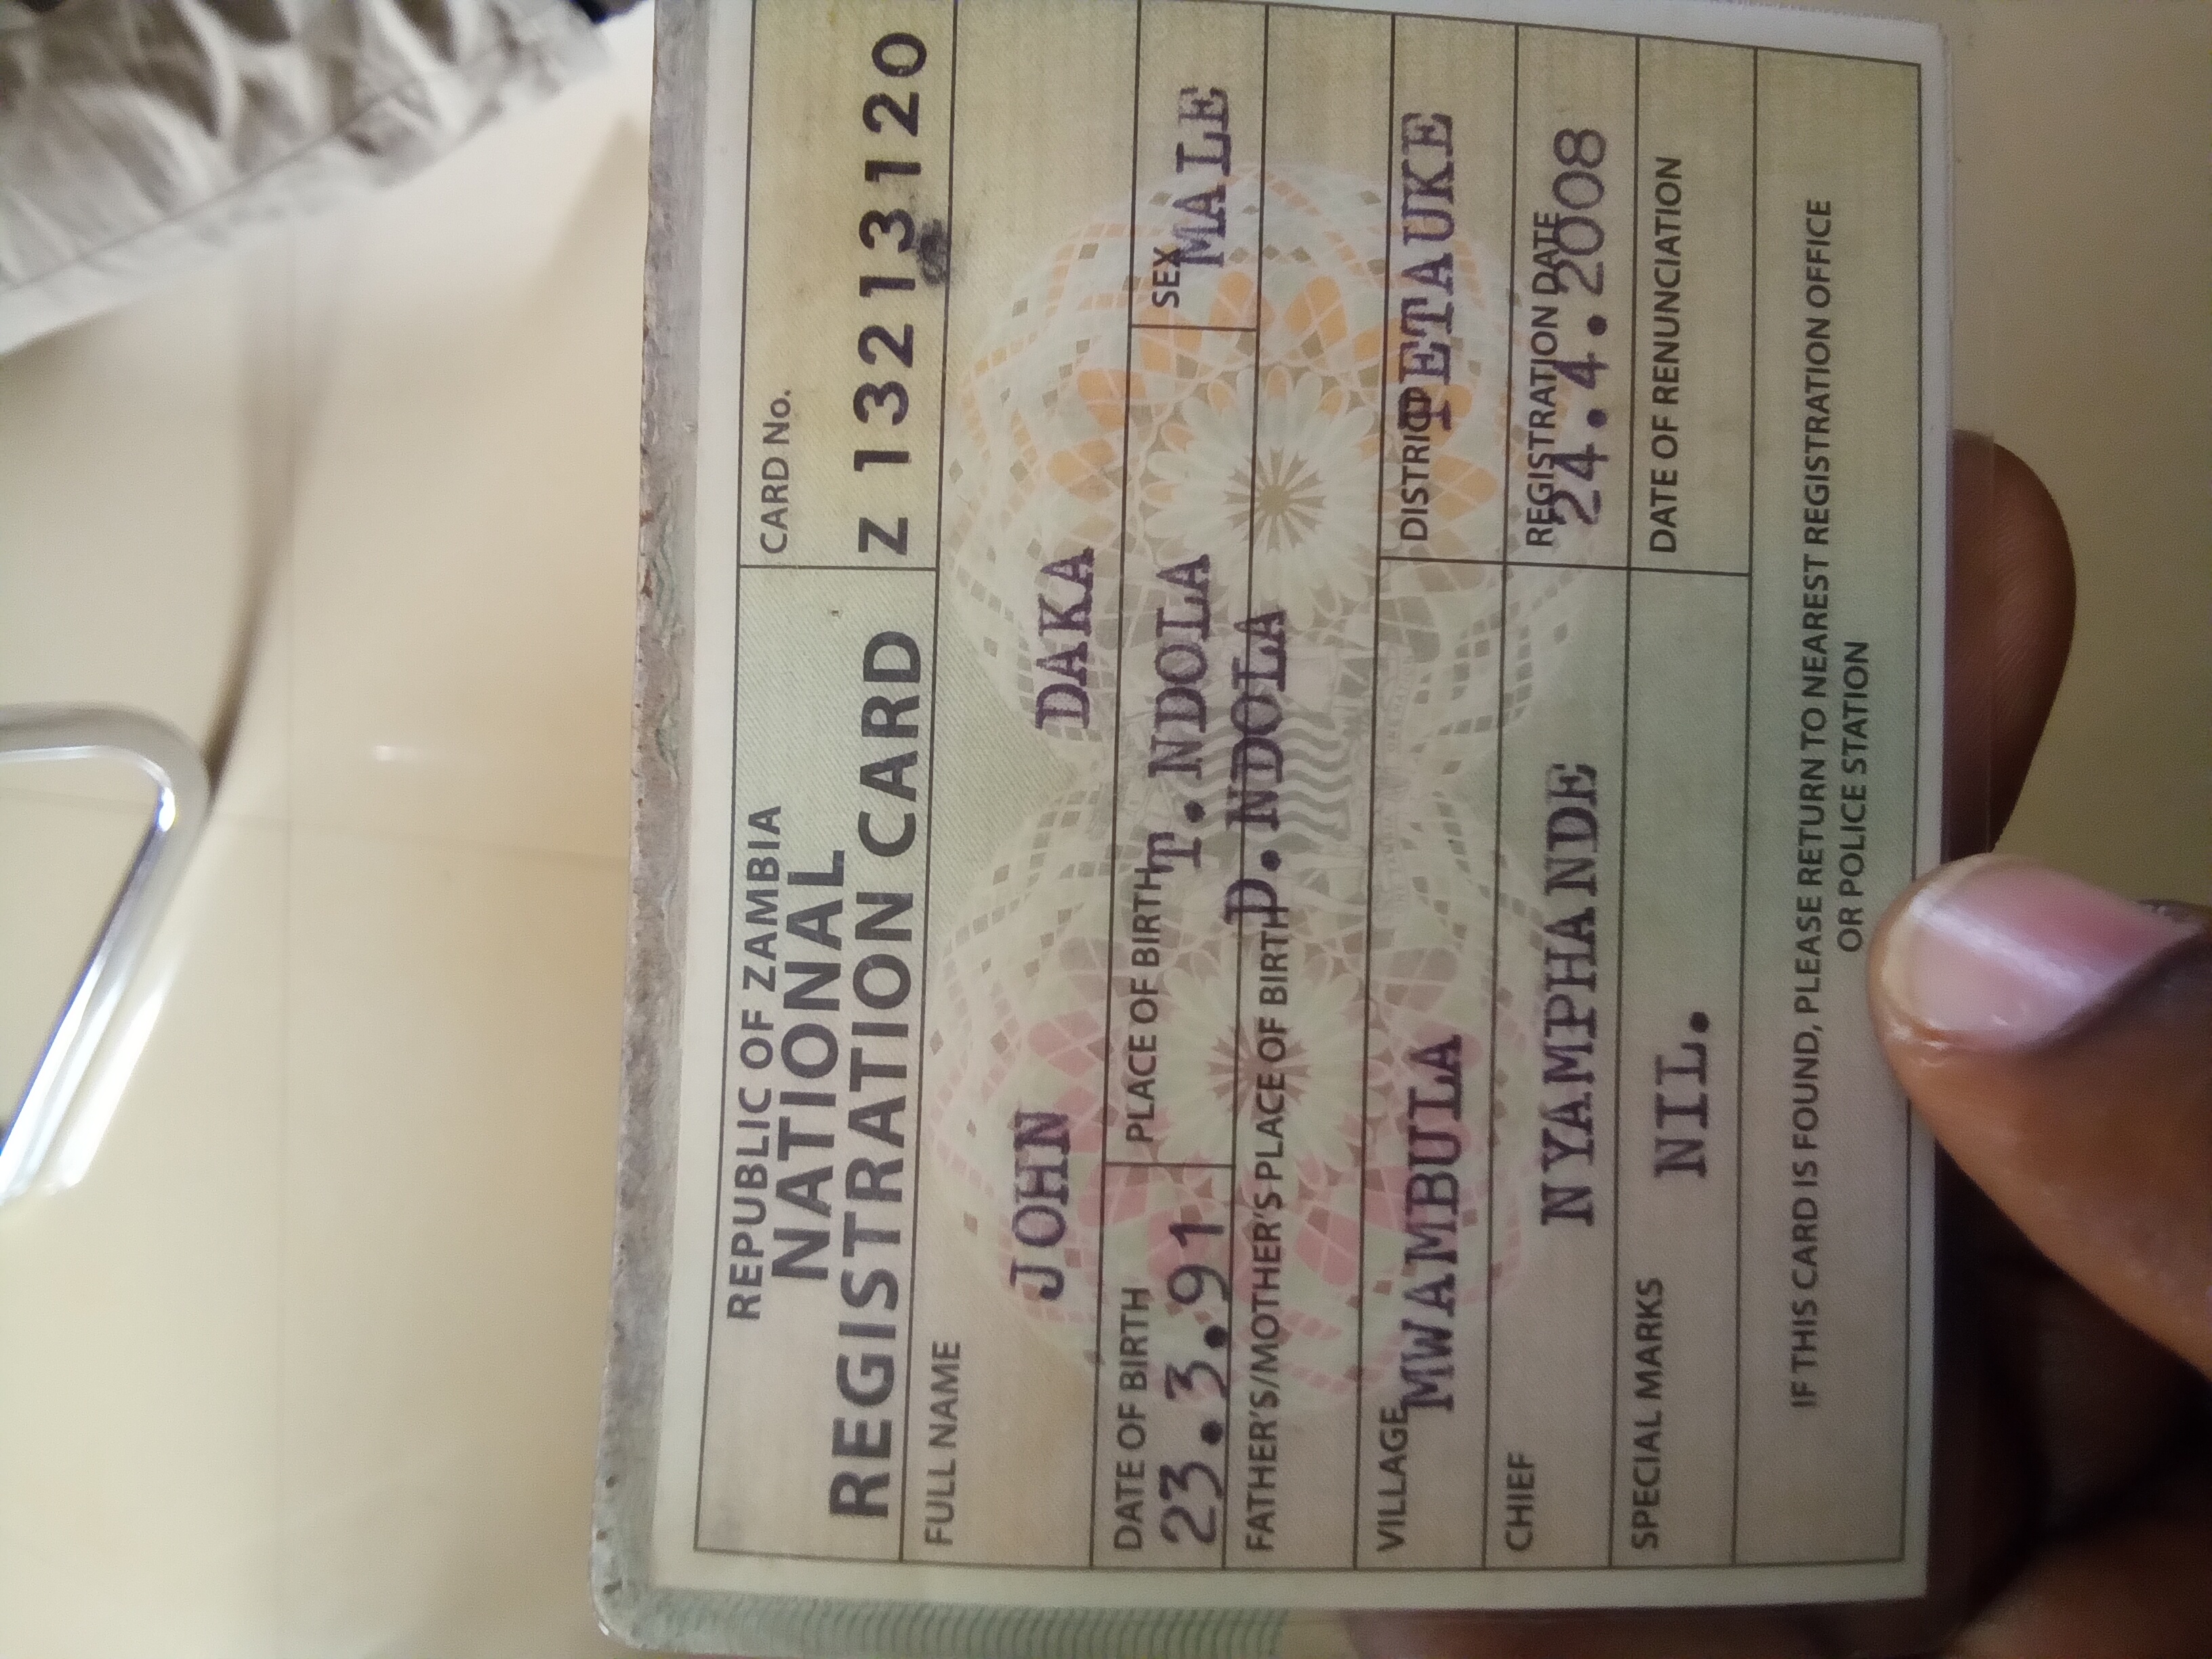 REPUBLIC OF ZAMBIA
NATIONAL
REGISTRATION CARD
CARD No.
Z 13213120
FULL NAME
JOHN DAKA
DATE OF BIRTH
23.3.91
PLACE OF BIRTH
T. NDOLA
SEX
MALE
FATHER'S/MOTHER'S PLACE OF BIRTH
D. NDOLA
VILLAGE
MWAMBULA
DISTRICT
PETAUKE
CHIEF
NYAMPHANDE
REGISTRATION DATE
24.4.2008
SPECIAL MARKS
NIL.
DATE OF RENUNCIATION
IF THIS CARD IS FOUND, PLEASE RETURN TO NEAREST REGISTRATION OFFICE
OR POLICE STATION